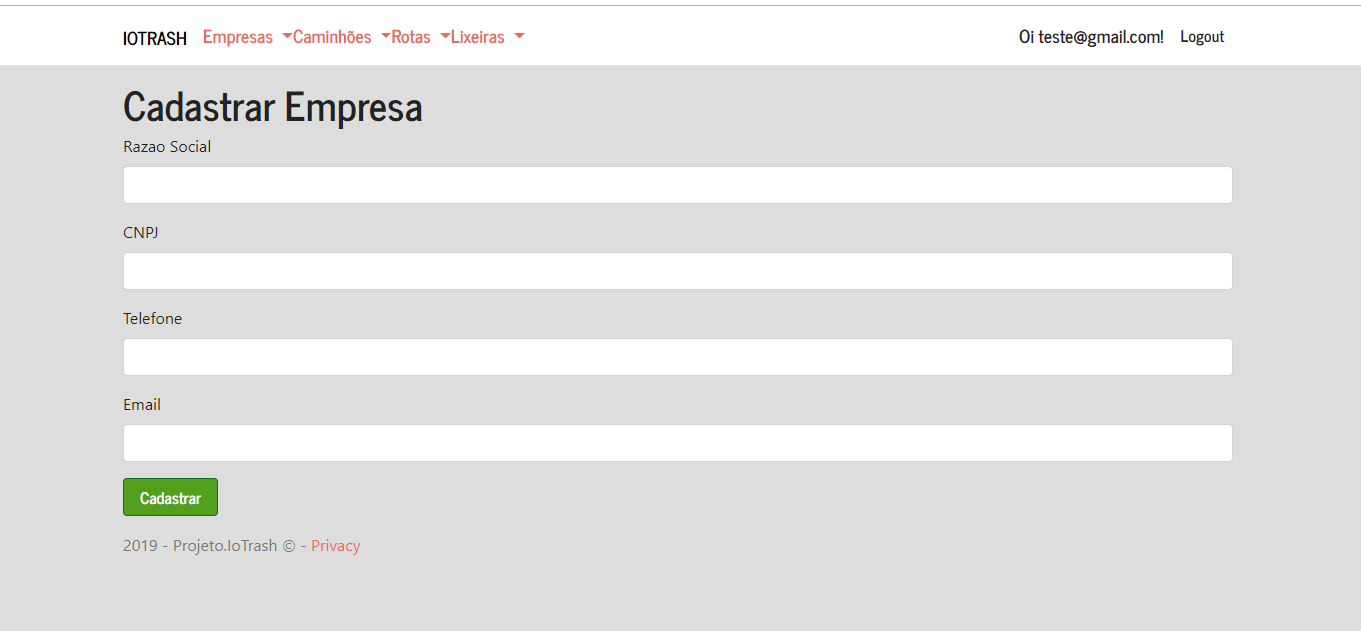 IOTRASH Empresas Caminhões Rotas Lixeiras Oi teste@gmail.com! Logout
Cadastrar Empresa
Razao Social
CNPJ
Telefone
Email
Cadastrar
2019 - Projeto.IoTrash © - Privacy